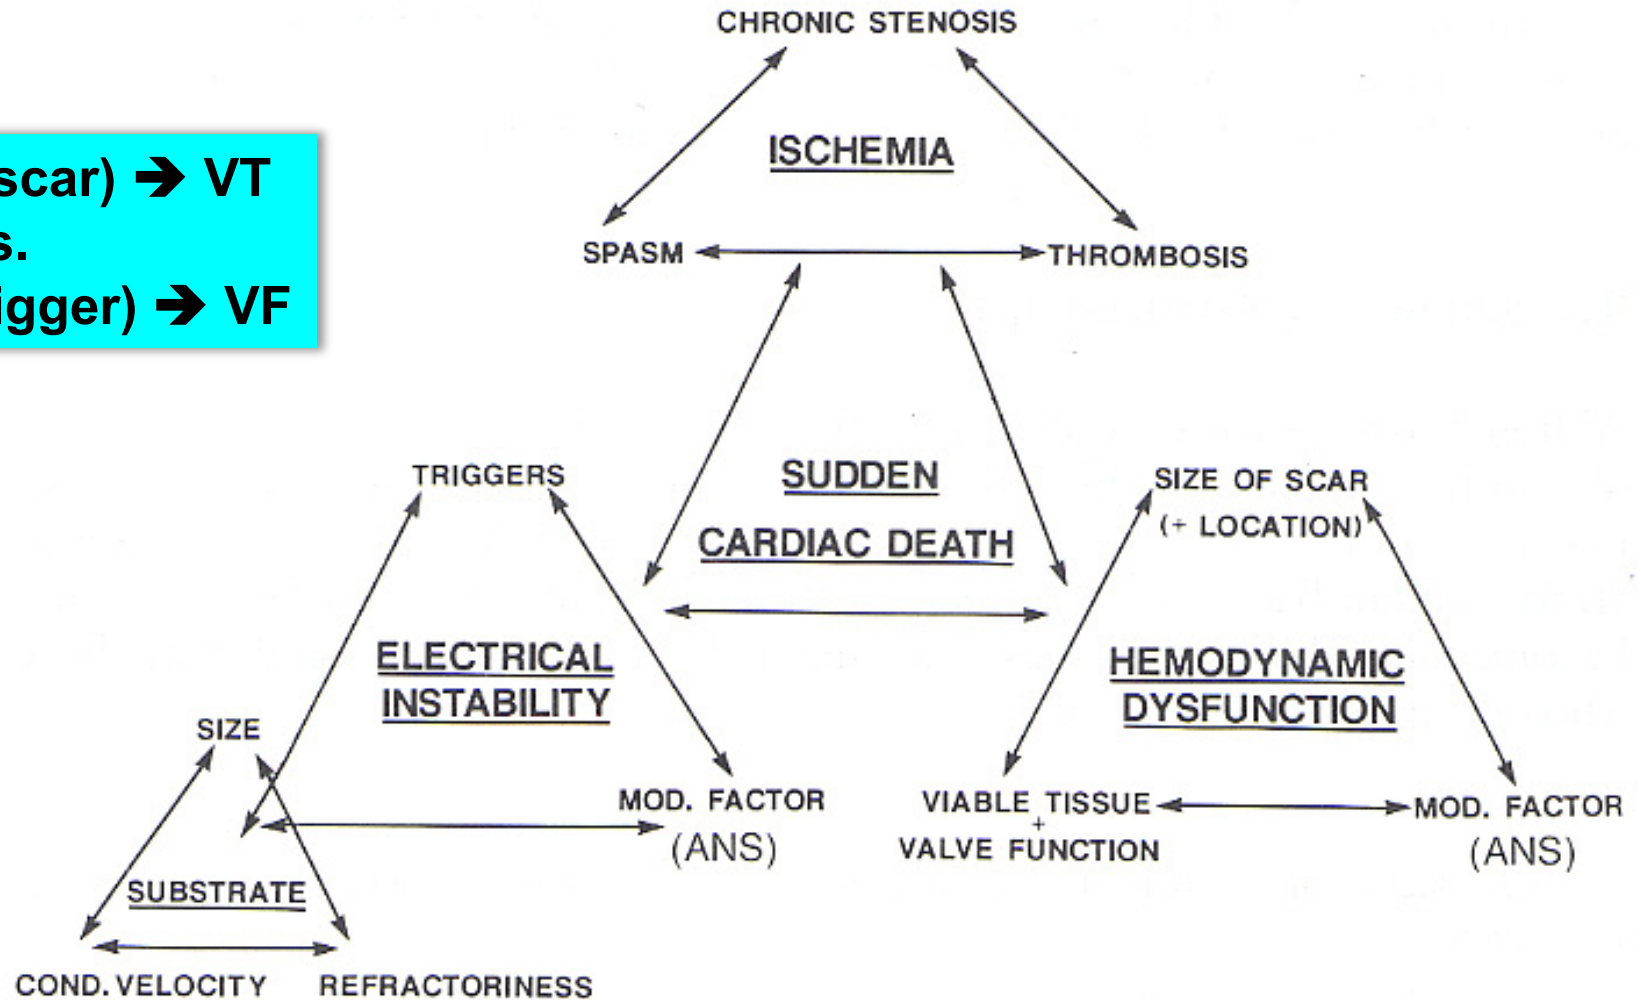 CHRONIC STENOSIS
scar) ➔ VT
s.
igger) ➔ VF
ISCHEMIA
SPASM
THROMBOSIS
TRIGGERS
SUDDEN
CARDIAC DEATH
SIZE OF SCAR
(+ LOCATION)
ELECTRICAL
INSTABILITY
HEMODYNAMIC
DYSFUNCTION
SIZE
MOD. FACTOR
(ANS)
VIABLE TISSUE
+
VALVE FUNCTION
MOD. FACTOR
(ANS)
SUBSTRATE
COND. VELOCITY
REFRACTORINESS